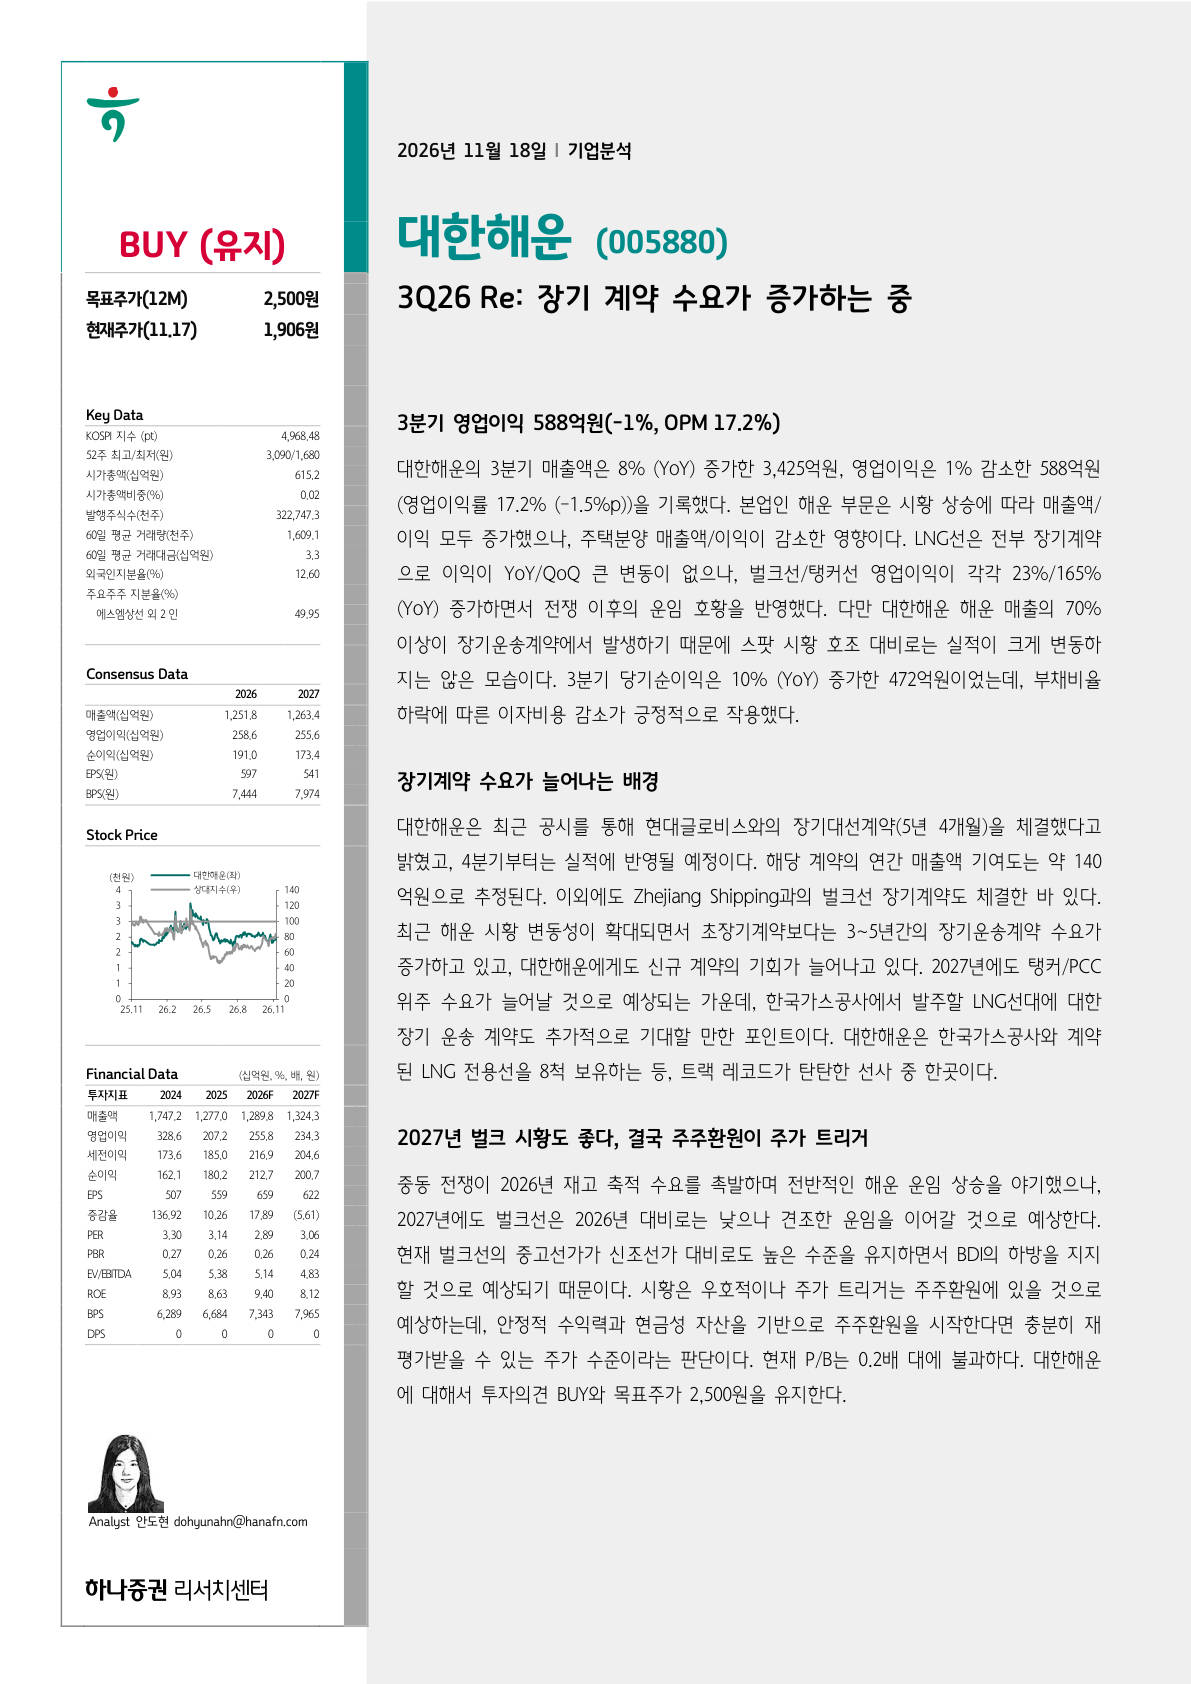 2026년 11월 18일 | 기업분석
BUY (유지)
목표주가(12M) 2,500원
현재주가(11.17) 1,906원
Key Data
KOSPI 지수 (pt) 4,968.48
52주 최고/최저(원) 3,090/1,680
시가총액(십억원) 615.2
시가총액비중(%) 0.02
발행주식수(천주) 322,747.3
60일 평균 거래량(천주) 1,609.1
60일 평균 거래대금(십억원) 3.3
외국인지분율(%) 12.60
주요주주 지분율(%)
에스엠상선 외 2 인 49.95
Consensus Data
2026 2027
매출액(십억원) 1,251.8 1,263.4
영업이익(십억원) 258.6 255.6
순이익(십억원) 191.0 173.4
EPS(원) 597 541
BPS(원) 7,444 7,974
Stock Price
(천원)
대한해운(좌)
상대지수(우)
4 140
3 120
3 100
2 80
2 60
1 40
1 20
0 0
25.11 26.2 26.5 26.8 26.11
Financial Data (십억원, %, 배, 원)
투자지표 2024 2025 2026F 2027F
매출액 1,747.2 1,277.0 1,289.8 1,324.3
영업이익 328.6 207.2 255.8 234.3
세전이익 173.6 185.0 216.9 204.6
순이익 162.1 180.2 212.7 200.7
EPS 507 559 659 622
증감율 136.92 10.26 17.89 (5.61)
PER 3.30 3.14 2.89 3.06
PBR 0.27 0.26 0.26 0.24
EV/EBITDA 5.04 5.38 5.14 4.83
ROE 8.93 8.63 9.40 8.12
BPS 6,289 6,684 7,343 7,965
DPS 0 0 0 0
Analyst 안도현 dohyunahn@hanafn.com
하나증권 리서치센터
대한해운 (005880)
3Q26 Re: 장기 계약 수요가 증가하는 중
3분기 영업이익 588억원(-1%, OPM 17.2%)
대한해운의 3분기 매출액은 8% (YoY) 증가한 3,425억원, 영업이익은 1% 감소한 588억원
(영업이익률 17.2% (-1.5%p))을 기록했다. 본업인 해운 부문은 시황 상승에 따라 매출액/
이익 모두 증가했으나, 주택분양 매출액/이익이 감소한 영향이다. LNG선은 전부 장기계약
으로 이익이 YoY/QoQ 큰 변동이 없으나, 벌크선/탱커선 영업이익이 각각 23%/165%
(YoY) 증가하면서 전쟁 이후의 운임 호황을 반영했다. 다만 대한해운 해운 매출의 70%
이상이 장기운송계약에서 발생하기 때문에 스팟 시황 호조 대비로는 실적이 크게 변동하
지는 않은 모습이다. 3분기 당기순이익은 10% (YoY) 증가한 472억원이었는데, 부채비율
하락에 따른 이자비용 감소가 긍정적으로 작용했다.
장기계약 수요가 늘어나는 배경
대한해운은 최근 공시를 통해 현대글로비스와의 장기대선계약(5년 4개월)을 체결했다고
밝혔고, 4분기부터는 실적에 반영될 예정이다. 해당 계약의 연간 매출액 기여도는 약 140
억원으로 추정된다. 이외에도 Zhejiang Shipping과의 벌크선 장기계약도 체결한 바 있다.
최근 해운 시황 변동성이 확대되면서 초장기계약보다는 3~5년간의 장기운송계약 수요가
증가하고 있고, 대한해운에게도 신규 계약의 기회가 늘어나고 있다. 2027년에도 탱커/PCC
위주 수요가 늘어날 것으로 예상되는 가운데, 한국가스공사에서 발주할 LNG선대에 대한
장기 운송 계약도 추가적으로 기대할 만한 포인트이다. 대한해운은 한국가스공사와 계약
된 LNG 전용선을 8척 보유하는 등, 트랙 레코드가 탄탄한 선사 중 한곳이다.
2027년 벌크 시황도 좋다, 결국 주주환원이 주가 트리거
중동 전쟁이 2026년 재고 축적 수요를 촉발하며 전반적인 해운 운임 상승을 야기했으나,
2027년에도 벌크선은 2026년 대비로는 낮으나 견조한 운임을 이어갈 것으로 예상한다.
현재 벌크선의 중고선가가 신조선가 대비로도 높은 수준을 유지하면서 BDI의 하방을 지지
할 것으로 예상되기 때문이다. 시황은 우호적이나 주가 트리거는 주주환원에 있을 것으로
예상하는데, 안정적 수익력과 현금성 자산을 기반으로 주주환원을 시작한다면 충분히 재
평가받을 수 있는 주가 수준이라는 판단이다. 현재 P/B는 0.2배 대에 불과하다. 대한해운
에 대해서 투자의견 BUY와 목표주가 2,500원을 유지한다.